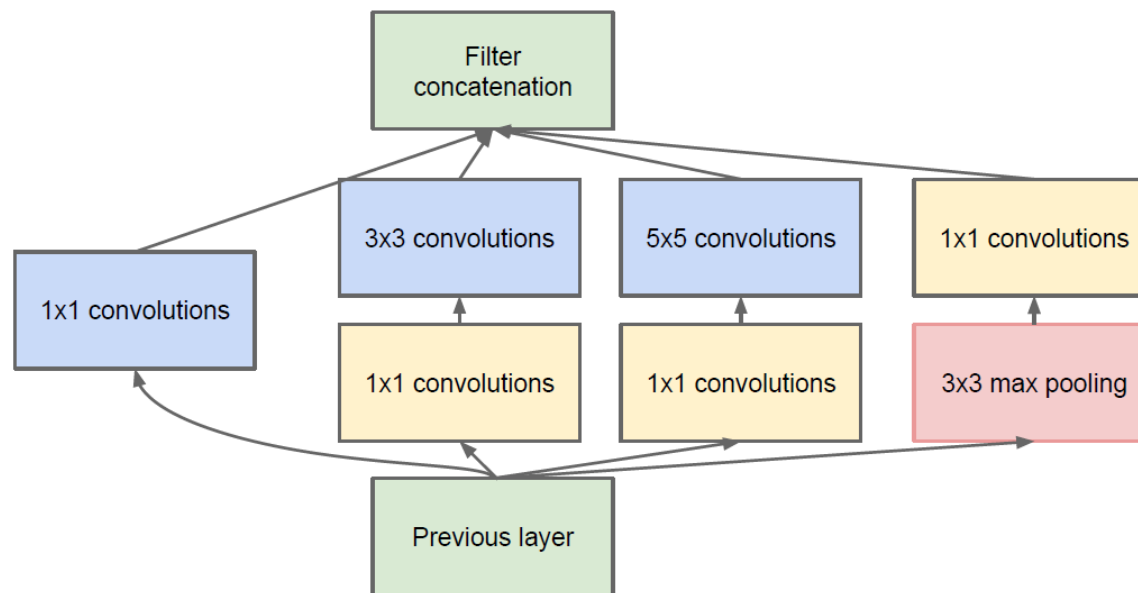 Filter
concatenation
3x3 convolutions
5x5 convolutions
1x1 convolutions
1x1 convolutions
1x1 convolutions
1x1 convolutions
3x3 max pooling
Previous layer